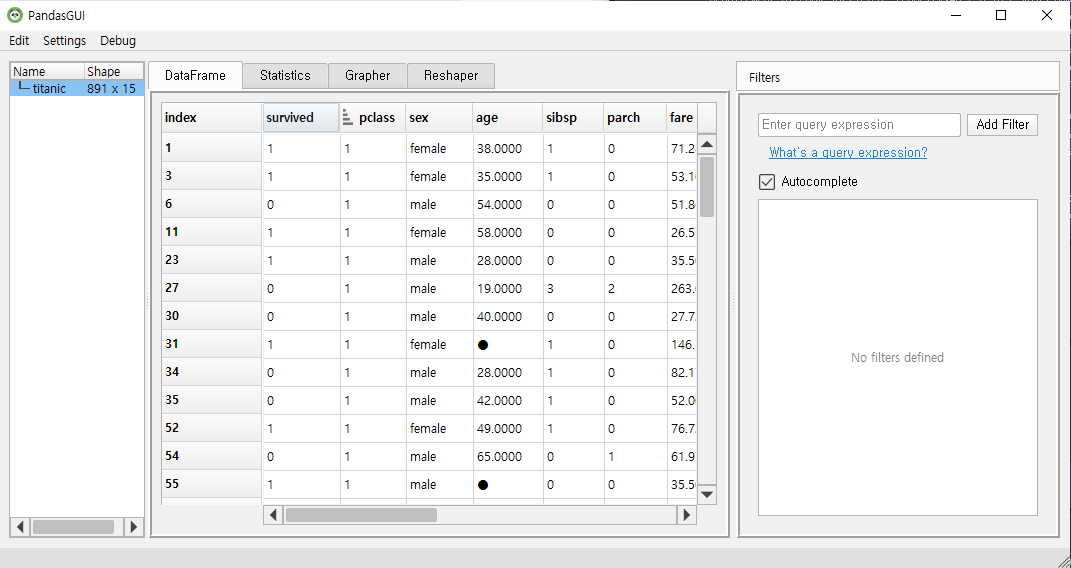 PandasGUI
Edit Settings Debug
Name Shape
titanic 891 x 15
DataFrame Statistics Grapher Reshaper
index survived pclass sex age sibsp parch fare
1 1 1 female 38.0000 1 0 71.2
3 1 1 female 35.0000 1 0 53.1
6 0 1 male 54.0000 0 0 51.8
11 1 1 female 58.0000 0 0 26.5
23 1 1 male 28.0000 0 0 35.5
27 0 1 male 19.0000 3 2 263.
30 0 1 male 40.0000 0 0 27.7
31 1 1 female ● 1 0 146.
34 0 1 male 28.0000 1 0 82.1
35 0 1 male 42.0000 1 0 52.0
52 1 1 female 49.0000 1 0 76.7
54 0 1 male 65.0000 0 1 61.9
55 1 1 male ● 0 0 35.5
Filters
Enter query expression Add Filter
What's a query expression?
Autocomplete
No filters defined